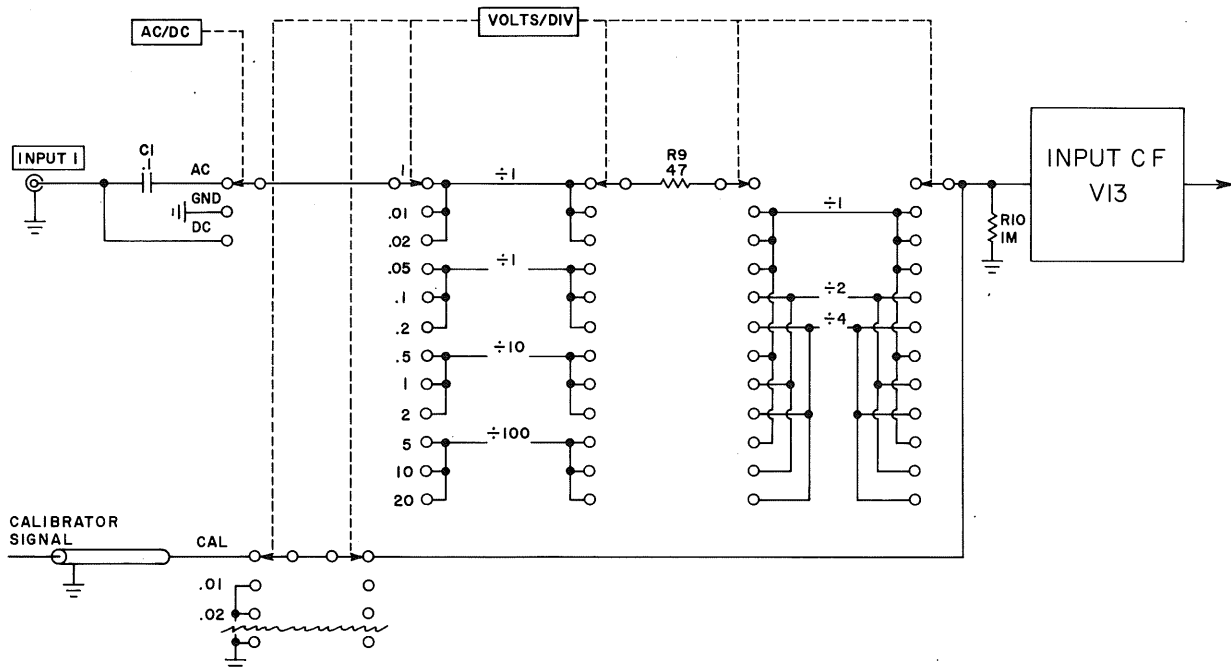 VOLTS/DIV
AC/DC
INPUT 1
C1
.1
AC
GND
DC
1
÷1
.01
.02
.05
÷1
.1
.2
.5
÷10
1
2
5
÷100
10
20
R9
47
÷1
÷2
÷4
R10
1M
INPUT CF
V13
CALIBRATOR
SIGNAL
CAL
.01
.02